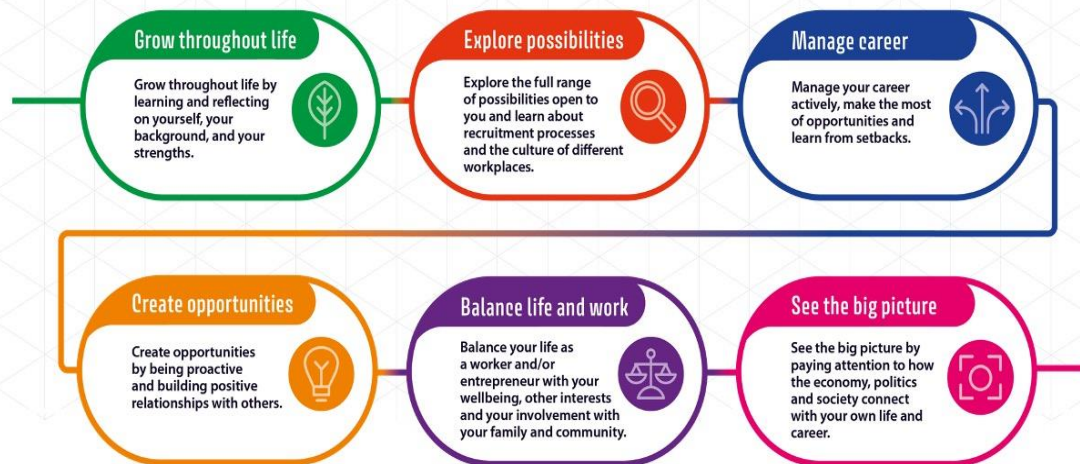 Grow throughout life
Grow throughout life by
learning and reflecting
on yourself, your
background, and your
strengths.
Explore possibilities
Explore the full range
of possibilities open to
you and learn about
recruitment processes
and the culture of different
workplaces.
Manage career
Manage your career
actively, make the most
of opportunities and
learn from setbacks.
Create opportunities
Create opportunities
by being proactive
and building positive
relationships with others.
Balance life and work
Balance your life as
a worker and/or
entrepreneur with your
wellbeing, other interests
and your involvement with
your family and community.
See the big picture
See the big picture by
paying attention to how
the economy, politics
and society connect
with your own life and
career.